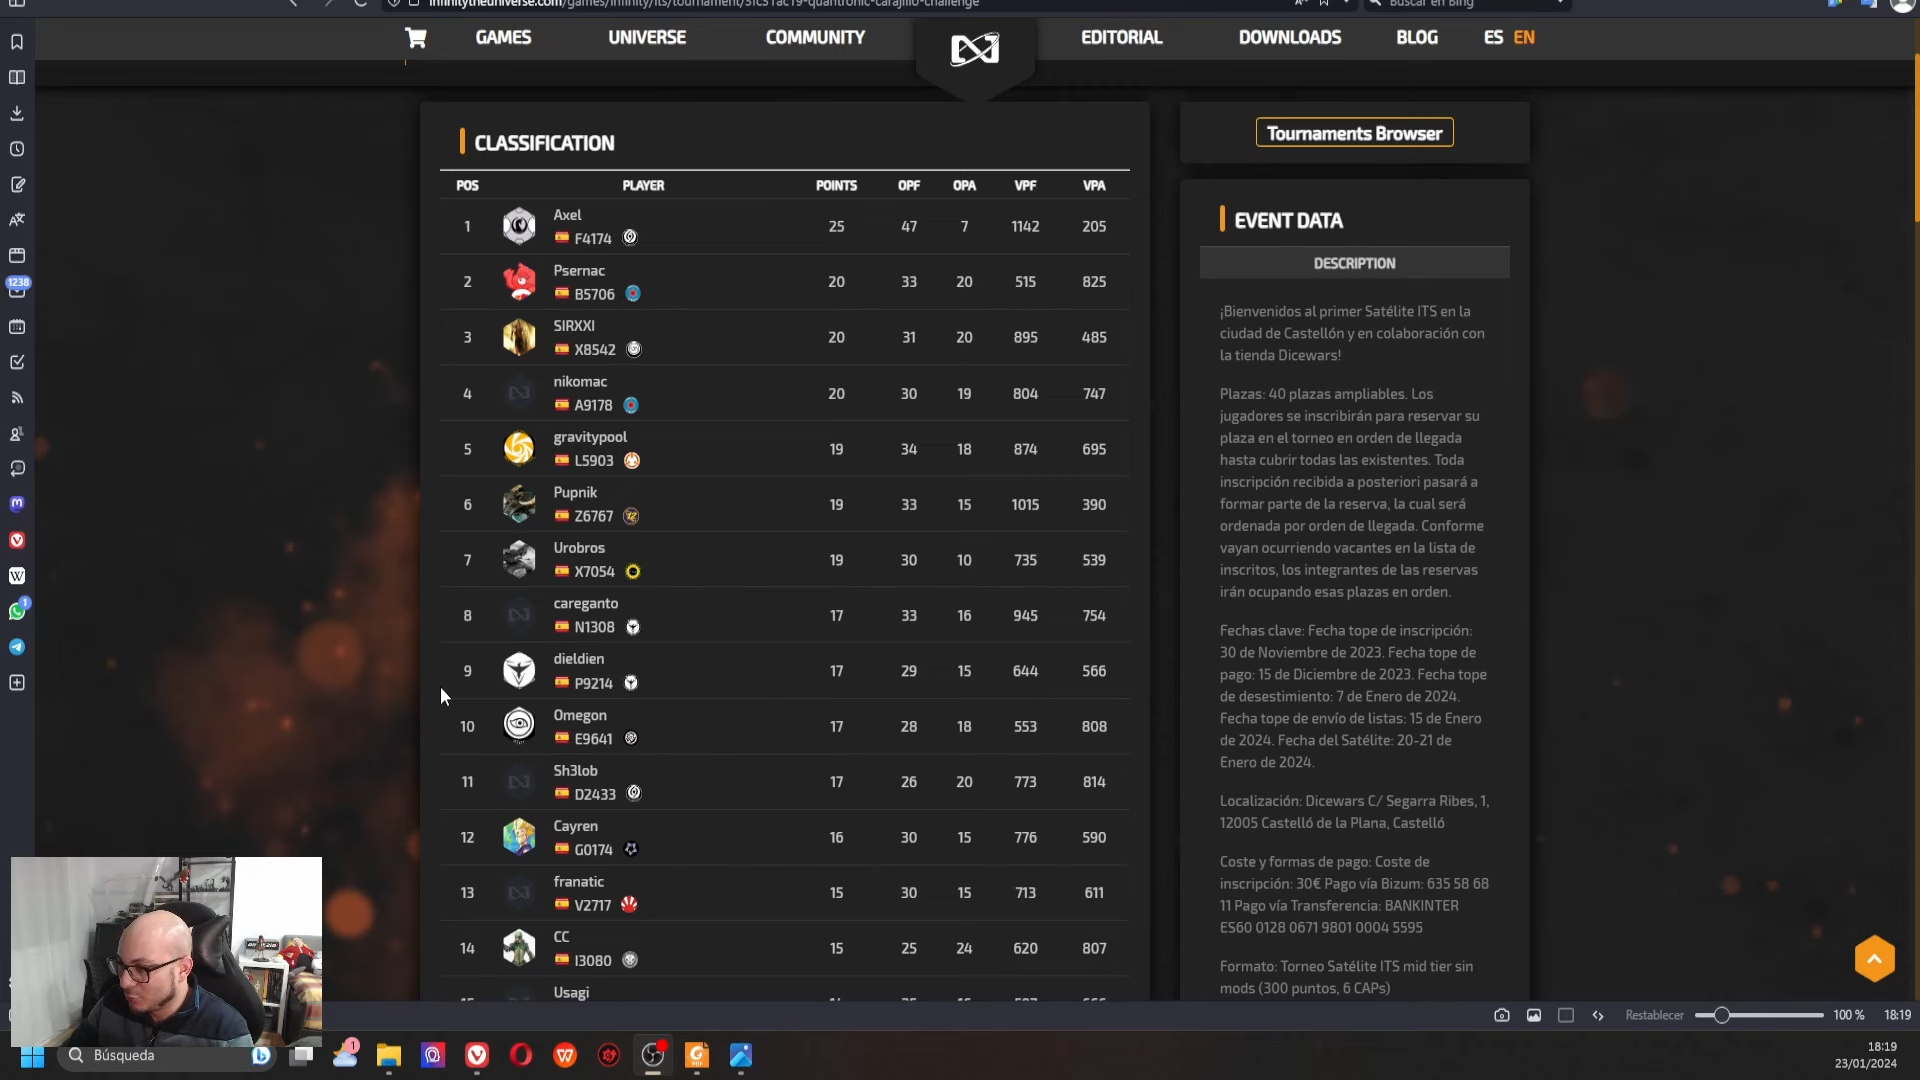 infinitytheuniverse.com/games/infinity/its/tournament/
Buscar en Bing
GAMES
UNIVERSE
COMMUNITY
EDITORIAL
DOWNLOADS
BLOG
ES EN
CLASSIFICATION
POS PLAYER POINTS OPF OPA VPF VPA
Axel
1 F4174 25 47 7 1142 205
Psernac
2 B5706 20 33 20 515 825
SIRXXI
3 X8542 20 31 20 895 485
nikomac
4 A9178 20 30 19 804 747
gravitypool
5 L5903 19 34 18 874 695
Pupnik
6 Z6767 19 33 15 1015 390
Urobros
7 X7054 19 30 10 735 539
careganto
8 N1308 17 33 16 945 754
dieldien
9 P9214 17 29 15 644 566
Omegon
10 E9641 17 28 18 553 808
Sh3lob
11 D2433 17 26 20 773 814
Cayren
12 G0174 16 30 15 776 590
franatic
13 V2717 15 30 15 713 611
CC
14 I3080 15 25 24 620 807
Usagi
Tournaments Browser
EVENT DATA
DESCRIPTION
¡Bienvenidos al primer Satélite ITS en la
ciudad de Castellón y en colaboración con
la tienda Dicewars!
Plazas: 40 plazas ampliables. Los
jugadores se inscribirán para reservar su
plaza en el torneo en orden de llegada
hasta cubrir todas las existentes. Toda
inscripción recibida a posteriori pasará a
formar parte de la reserva, la cual será
ordenada por orden de llegada. Conforme
vayan ocurriendo vacantes en la lista de
inscritos, los integrantes de las reservas
irán ocupando esas plazas en orden.
Fechas clave: Fecha tope de inscripción:
30 de Noviembre de 2023. Fecha tope de
pago: 15 de Diciembre de 2023. Fecha tope
de desestimiento: 7 de Enero de 2024.
Fecha tope de envío de listas: 15 de Enero
de 2024. Fecha del Satélite: 20-21 de
Enero de 2024.
Localización: Dicewars C/ Segarra Ribes, 1,
12005 Castelló de la Plana, Castelló
Coste y formas de pago: Coste de
inscripción: 30€ Pago vía Bizum: 635 58 68
11 Pago vía Transferencia: BANKINTER
ES60 0128 0671 9801 0004 5595
Formato: Torneo Satélite ITS mid tier sin
mods (300 puntos, 6 CAPs)
1238
1
Restablecer
100 %
18:19
Búsqueda
1
18:19
23/01/2024